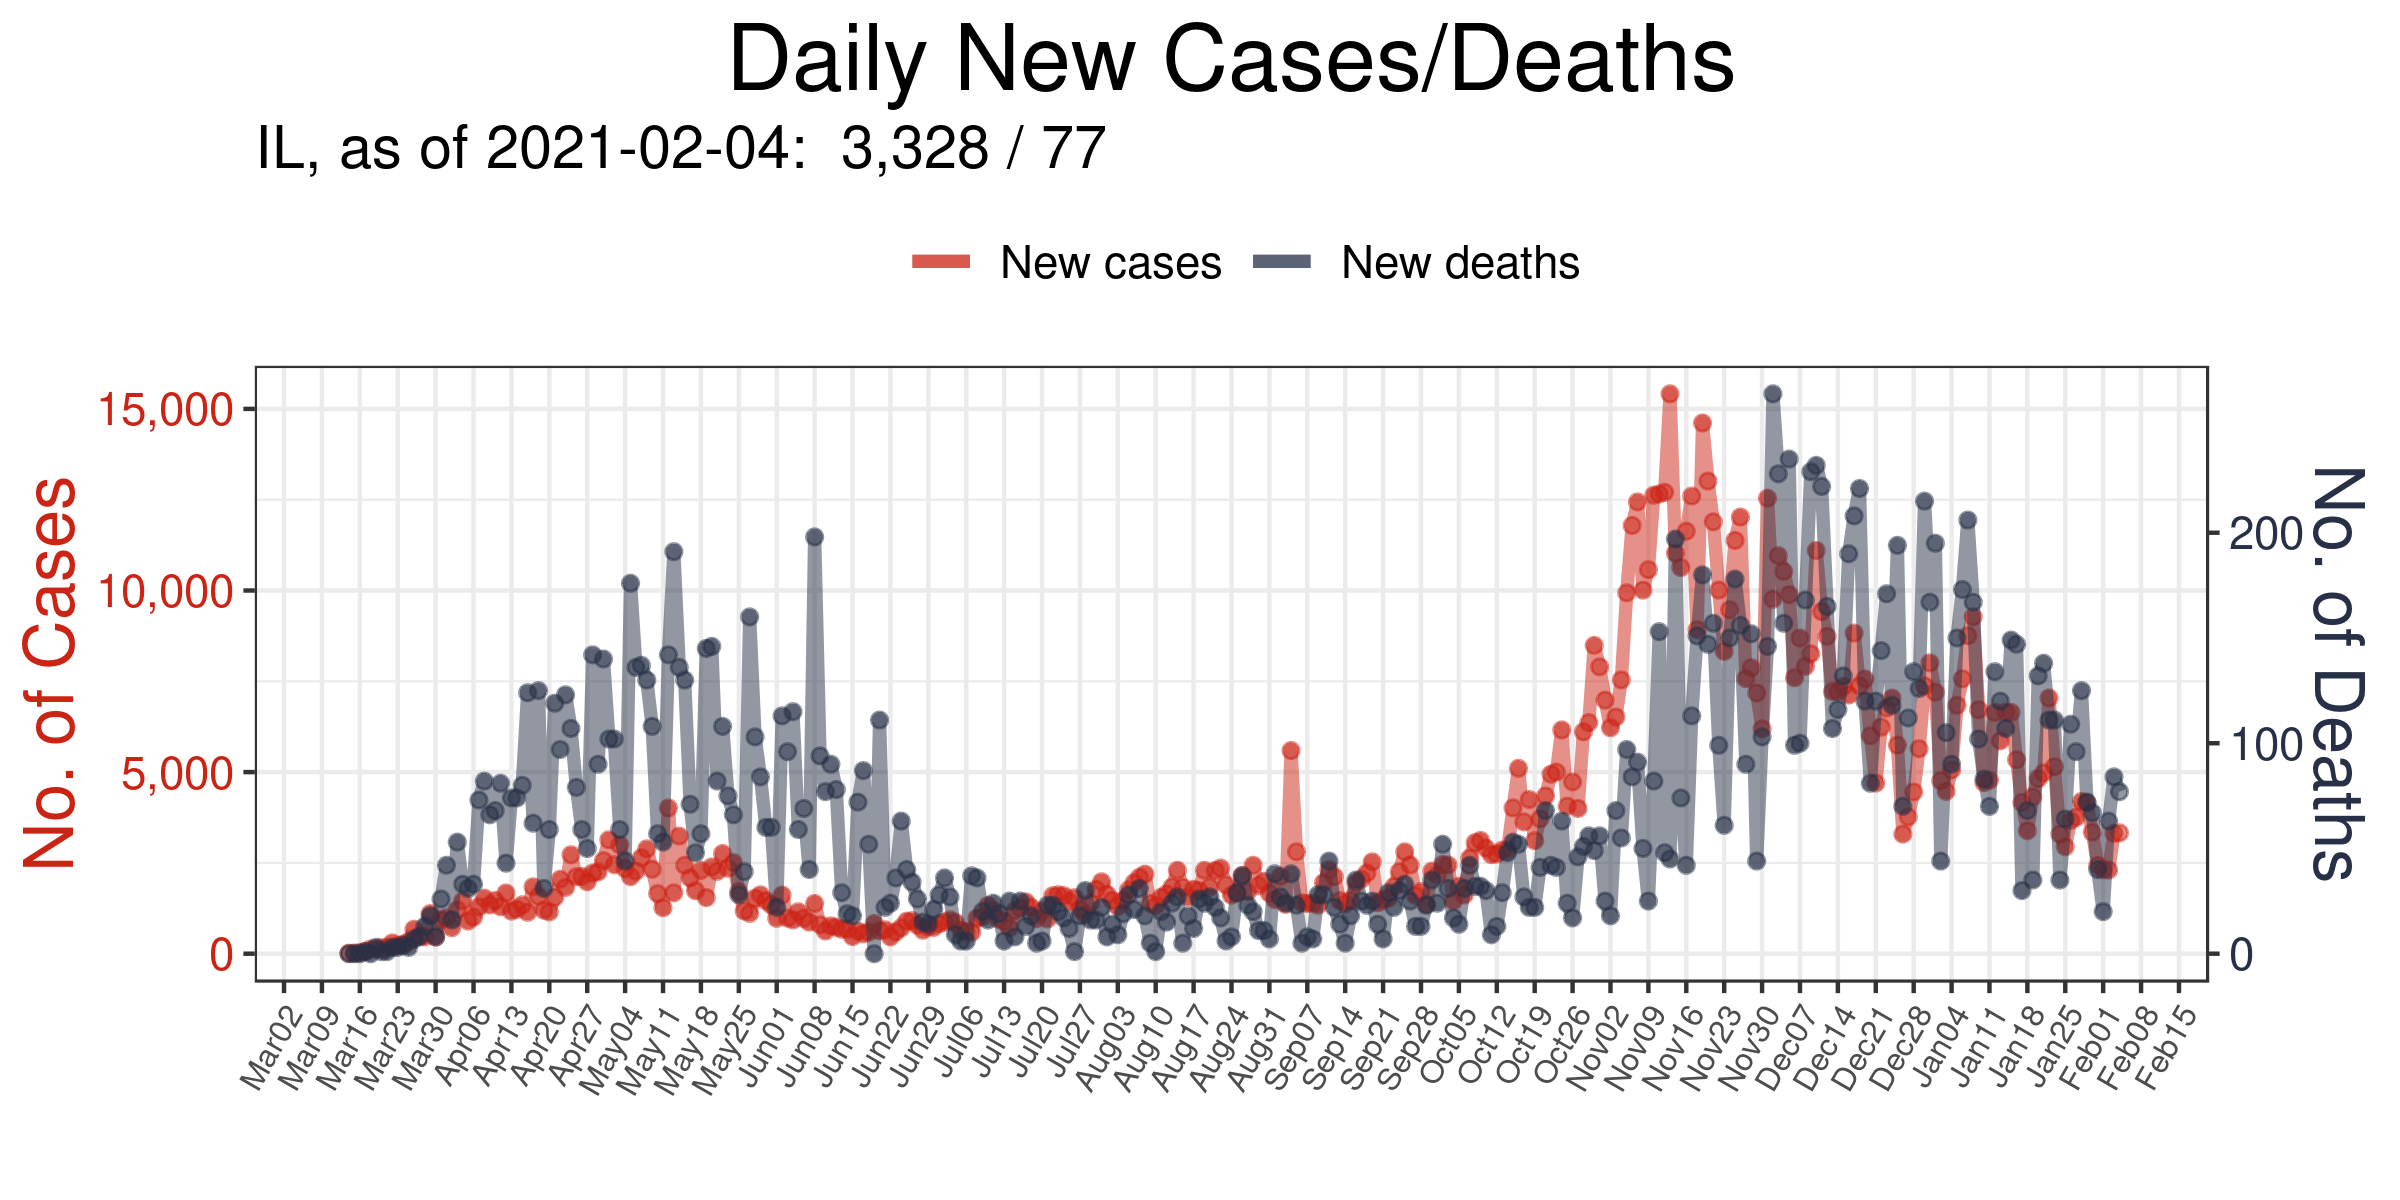 Daily New Cases/Deaths
IL, as of 2021-02-04: 3,328 / 77
New cases
New deaths
No. of Cases
15,000
10,000
5,000
0
200
100
0
No. of Deaths
Mar02
Mar09
Mar16
Mar23
Mar30
Apr06
Apr13
Apr20
Apr27
May04
May11
May18
May25
Jun01
Jun08
Jun15
Jun22
Jun29
Jul06
Jul13
Jul20
Jul27
Aug03
Aug10
Aug17
Aug24
Aug31
Sep07
Sep14
Sep21
Sep28
Oct05
Oct12
Oct19
Oct26
Nov02
Nov09
Nov16
Nov23
Nov30
Dec07
Dec14
Dec21
Dec28
Jan04
Jan11
Jan18
Jan25
Feb01
Feb08
Feb15